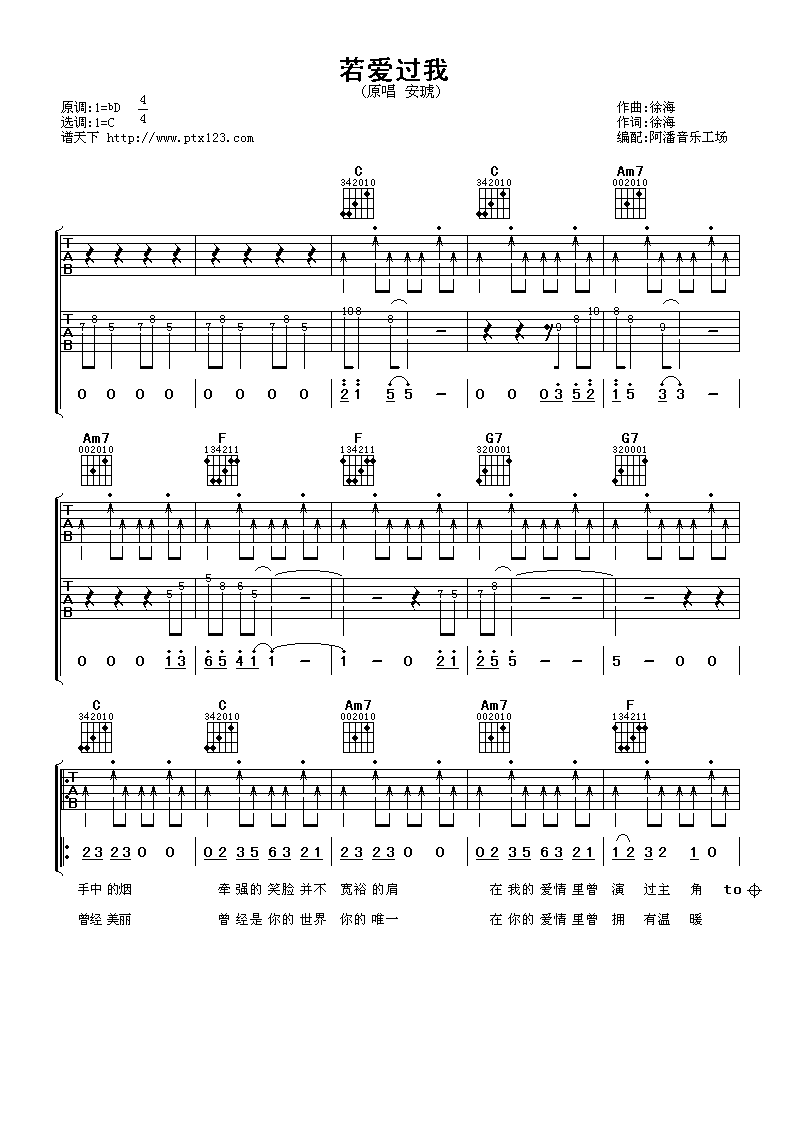 若爱过我
(原唱 安琥)
原调:1=bD 4/4
作曲:徐海
选调:1=C
作词:徐海
谱天下 http://www.ptx123.com
编配:阿潘音乐工场
C C Am7
342010 342010 002010
T A B
7 8 5 7 8 5 7 8 5 7 8 5 10 8 8 9 8 10 8 8 9
0 0 0 0 0 0 0 0 2 1 5 5 - 0 0 0 3 5 2 1 5 3 3 -
Am7 F F G7 G7
002010 134211 134211 320001 320001
T A B
5 5 5 8 6 5 7 5 7 8
0 0 0 1 3 6 5 4 1 1 - 1 - 0 2 1 2 5 5 - - 5 - 0 0
C C Am7 Am7 F
342010 342010 002010 002010 134211
T A B
2 3 2 3 0 0 0 2 3 5 6 3 2 1 2 3 2 3 0 0 0 2 3 5 6 3 2 1 1 2 3 2 1 0
手中的烟 牵强的笑脸并不 宽裕的肩 在我的爱情里曾 演过主角 to
曾经美丽 曾经是你的世界 你的唯一 在你的爱情里曾 拥有温暖